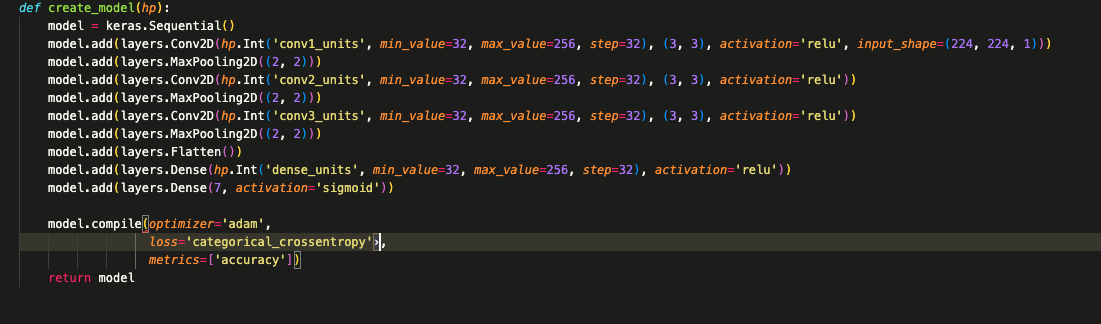 def create_model(hp):
    model = keras.Sequential()
    model.add(layers.Conv2D(hp.Int('conv1_units', min_value=32, max_value=256, step=32), (3, 3), activation='relu', input_shape=(224, 224, 1)))
    model.add(layers.MaxPooling2D((2, 2)))
    model.add(layers.Conv2D(hp.Int('conv2_units', min_value=32, max_value=256, step=32), (3, 3), activation='relu'))
    model.add(layers.MaxPooling2D((2, 2)))
    model.add(layers.Conv2D(hp.Int('conv3_units', min_value=32, max_value=256, step=32), (3, 3), activation='relu'))
    model.add(layers.MaxPooling2D((2, 2)))
    model.add(layers.Flatten())
    model.add(layers.Dense(hp.Int('dense_units', min_value=32, max_value=256, step=32), activation='relu'))
    model.add(layers.Dense(7, activation='sigmoid'))

    model.compile(optimizer='adam',
                  loss='categorical_crossentropy'›,
                  metrics=['accuracy'])
    return model